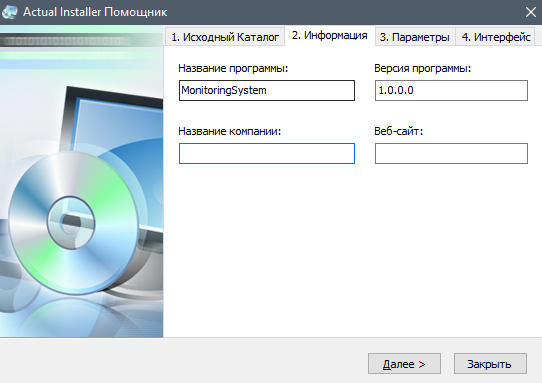 Actual Installer Помощник
1. Исходный Каталог 2. Информация 3. Параметры 4. Интерфейс
Название программы: Версия программы:
MonitoringSystem 1.0.0.0
Название компании: Веб-сайт:
Далее > Закрыть